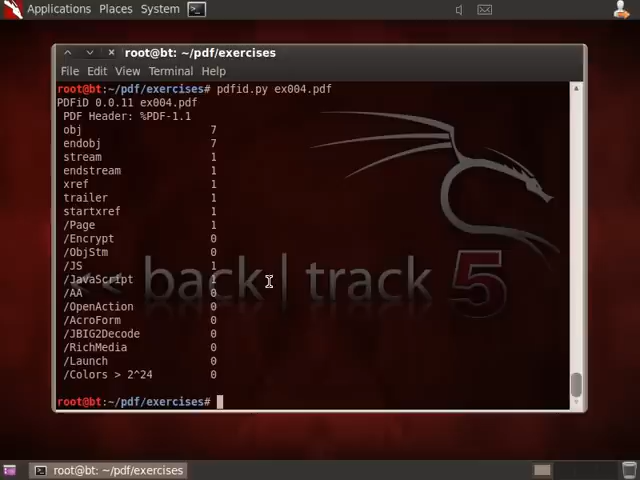 Applications Places System
root@bt: ~/pdf/exercises
File Edit View Terminal Help
root@bt:~/pdf/exercises# pdfid.py ex004.pdf
PDFiD 0.0.11 ex004.pdf
PDF Header: %PDF-1.1
obj 7
endobj 7
stream 1
endstream 1
xref 1
trailer 1
startxref 1
/Page 1
/Encrypt 0
/ObjStm 0
/JS 1
/JavaScript 1
/AA 0
/OpenAction 0
/AcroForm 0
/JBIG2Decode 0
/RichMedia 0
/Launch 0
/Colors > 2^24 0
<< back | track 5
root@bt:~/pdf/exercises#
root@bt: ~/pdf/exercises